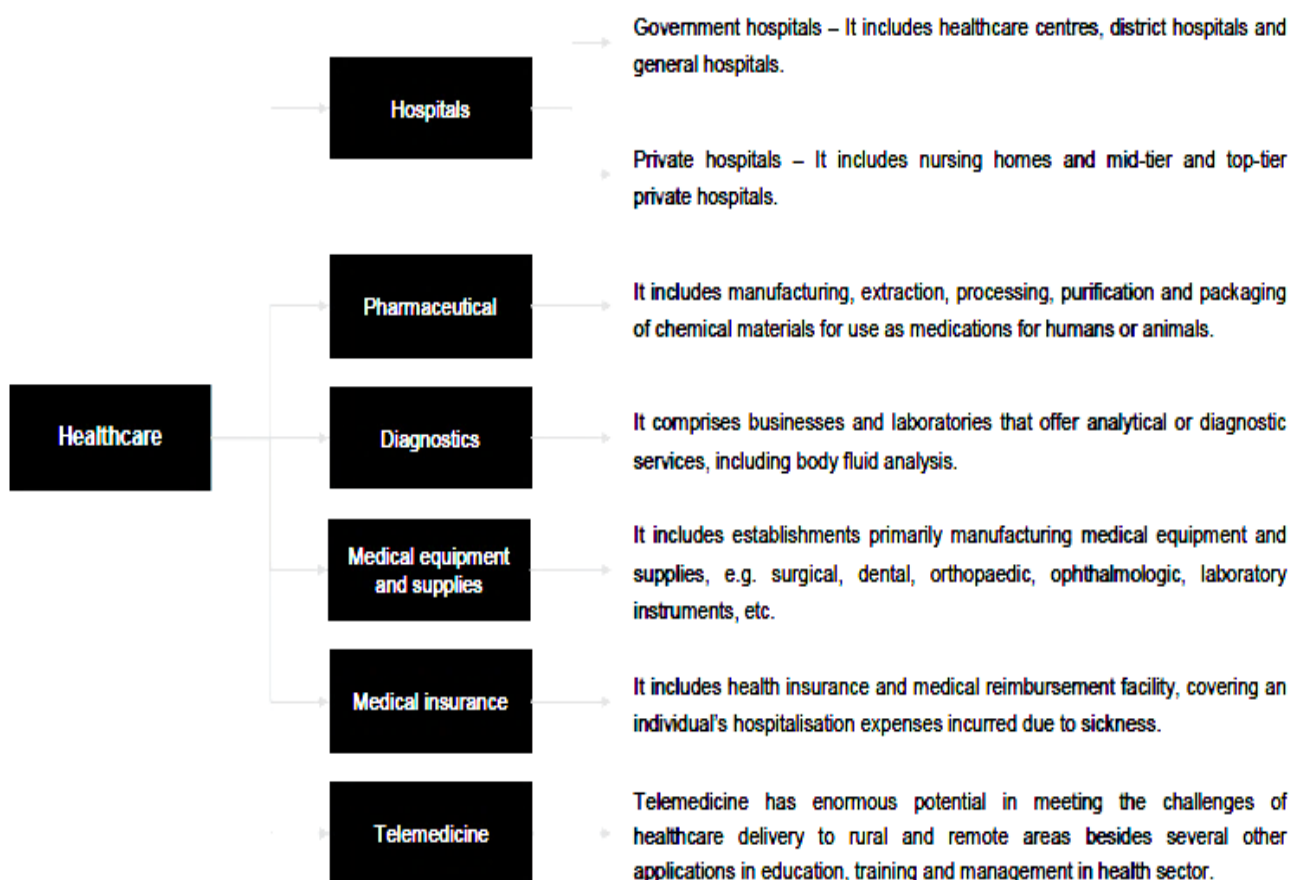 Government hospitals – It includes healthcare centres, district hospitals and
general hospitals.
Hospitals
Private hospitals – It includes nursing homes and mid-tier and top-tier
private hospitals.
Pharmaceutical
It includes manufacturing, extraction, processing, purification and packaging
of chemical materials for use as medications for humans or animals.
Healthcare
Diagnostics
It comprises businesses and laboratories that offer analytical or diagnostic
services, including body fluid analysis.
Medical equipment
and supplies
It includes establishments primarily manufacturing medical equipment and
supplies, e.g. surgical, dental, orthopaedic, ophthalmologic, laboratory
instruments, etc.
Medical insurance
It includes health insurance and medical reimbursement facility, covering an
individual's hospitalisation expenses incurred due to sickness.
Telemedicine
Telemedicine has enormous potential in meeting the challenges of
healthcare delivery to rural and remote areas besides several other
applications in education, training and management in health sector.